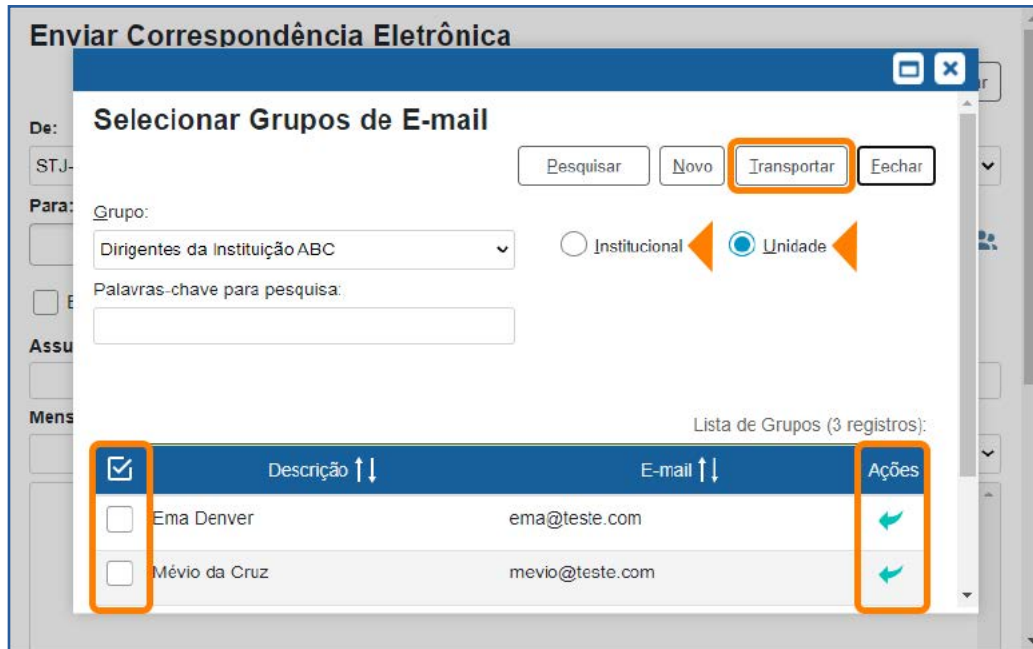 Enviar Correspondência Eletrônica
Selecionar Grupos de E-mail
De:
STJ-
Pesquisar Novo Transportar Fechar
Para:
Grupo:
Dirigentes da Instituição ABC
Institucional Unidade
Palavras-chave para pesquisa:
Assu
Mens
Lista de Grupos (3 registros):
Descrição E-mail Ações
Ema Denver ema@teste.com
Mévio da Cruz mevio@teste.com